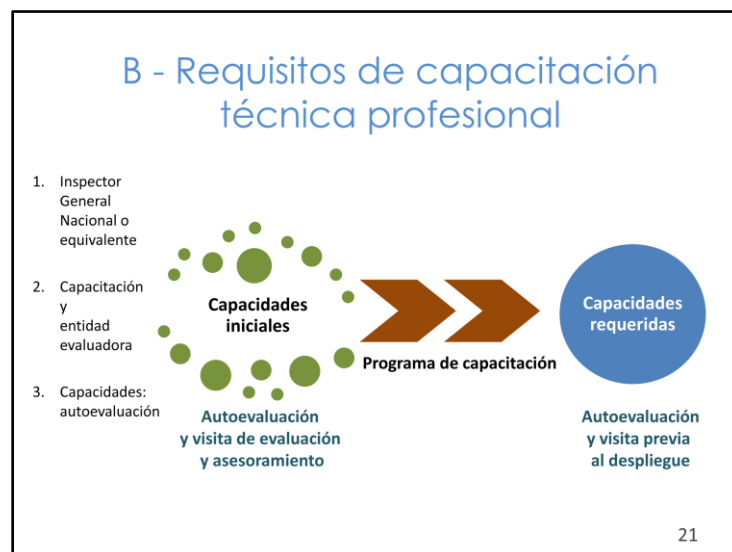 B - Requisitos de capacitación
técnica profesional
1. Inspector
General
Nacional o
equivalente
2. Capacitación
y
entidad
evaluadora
3. Capacidades:
autoevaluación
Capacidades
iniciales
Autoevaluación
y visita de evaluación
y asesoramiento
Programa de capacitación
Capacidades
requeridas
Autoevaluación
y visita previa
al despliegue
21